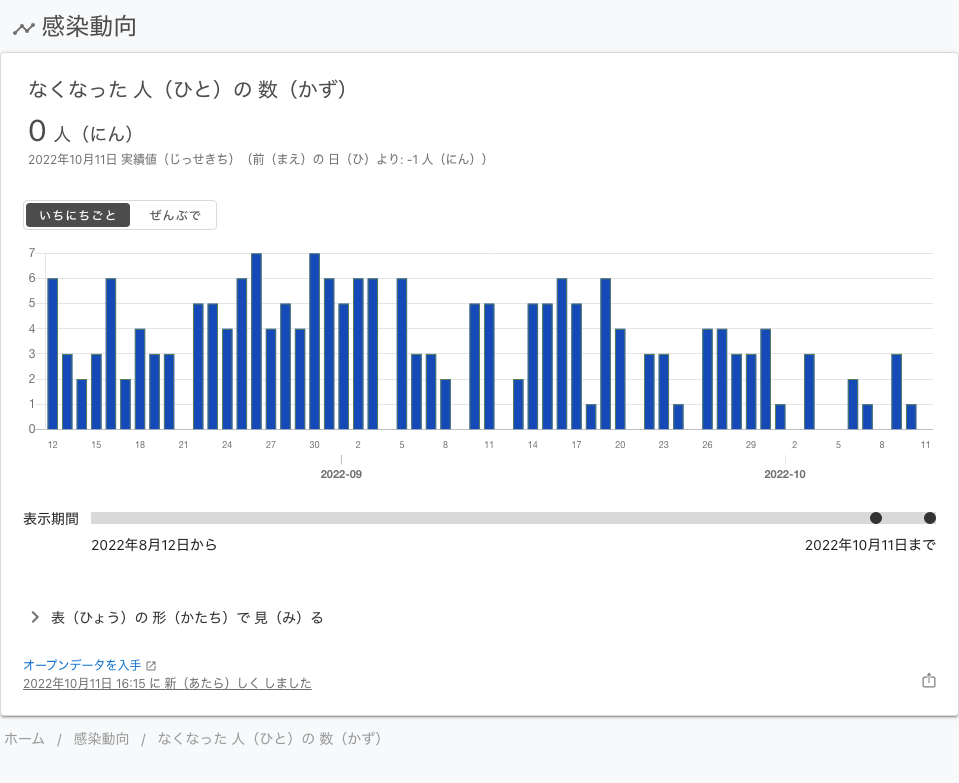 感染動向
なくなった 人（ひと）の 数（かず）
0 人（にん）
2022年10月11日 実績値（じっせきち）（前（まえ）の 日（ひ）より: -1 人（にん））
いちにちごと ぜんぶで
7
6
5
4
3
2
1
0
12 15 18 21 24 27 30 2 5 8 11 14 17 20 23 26 29 2 5 8 11
2022-09 2022-10
表示期間
2022年8月12日から 2022年10月11日まで
表（ひょう）の 形（かたち）で 見（み）る
オープンデータを入手
2022年10月11日 16:15 に 新（あたら）しく しました
ホーム / 感染動向 / なくなった 人（ひと）の 数（かず）